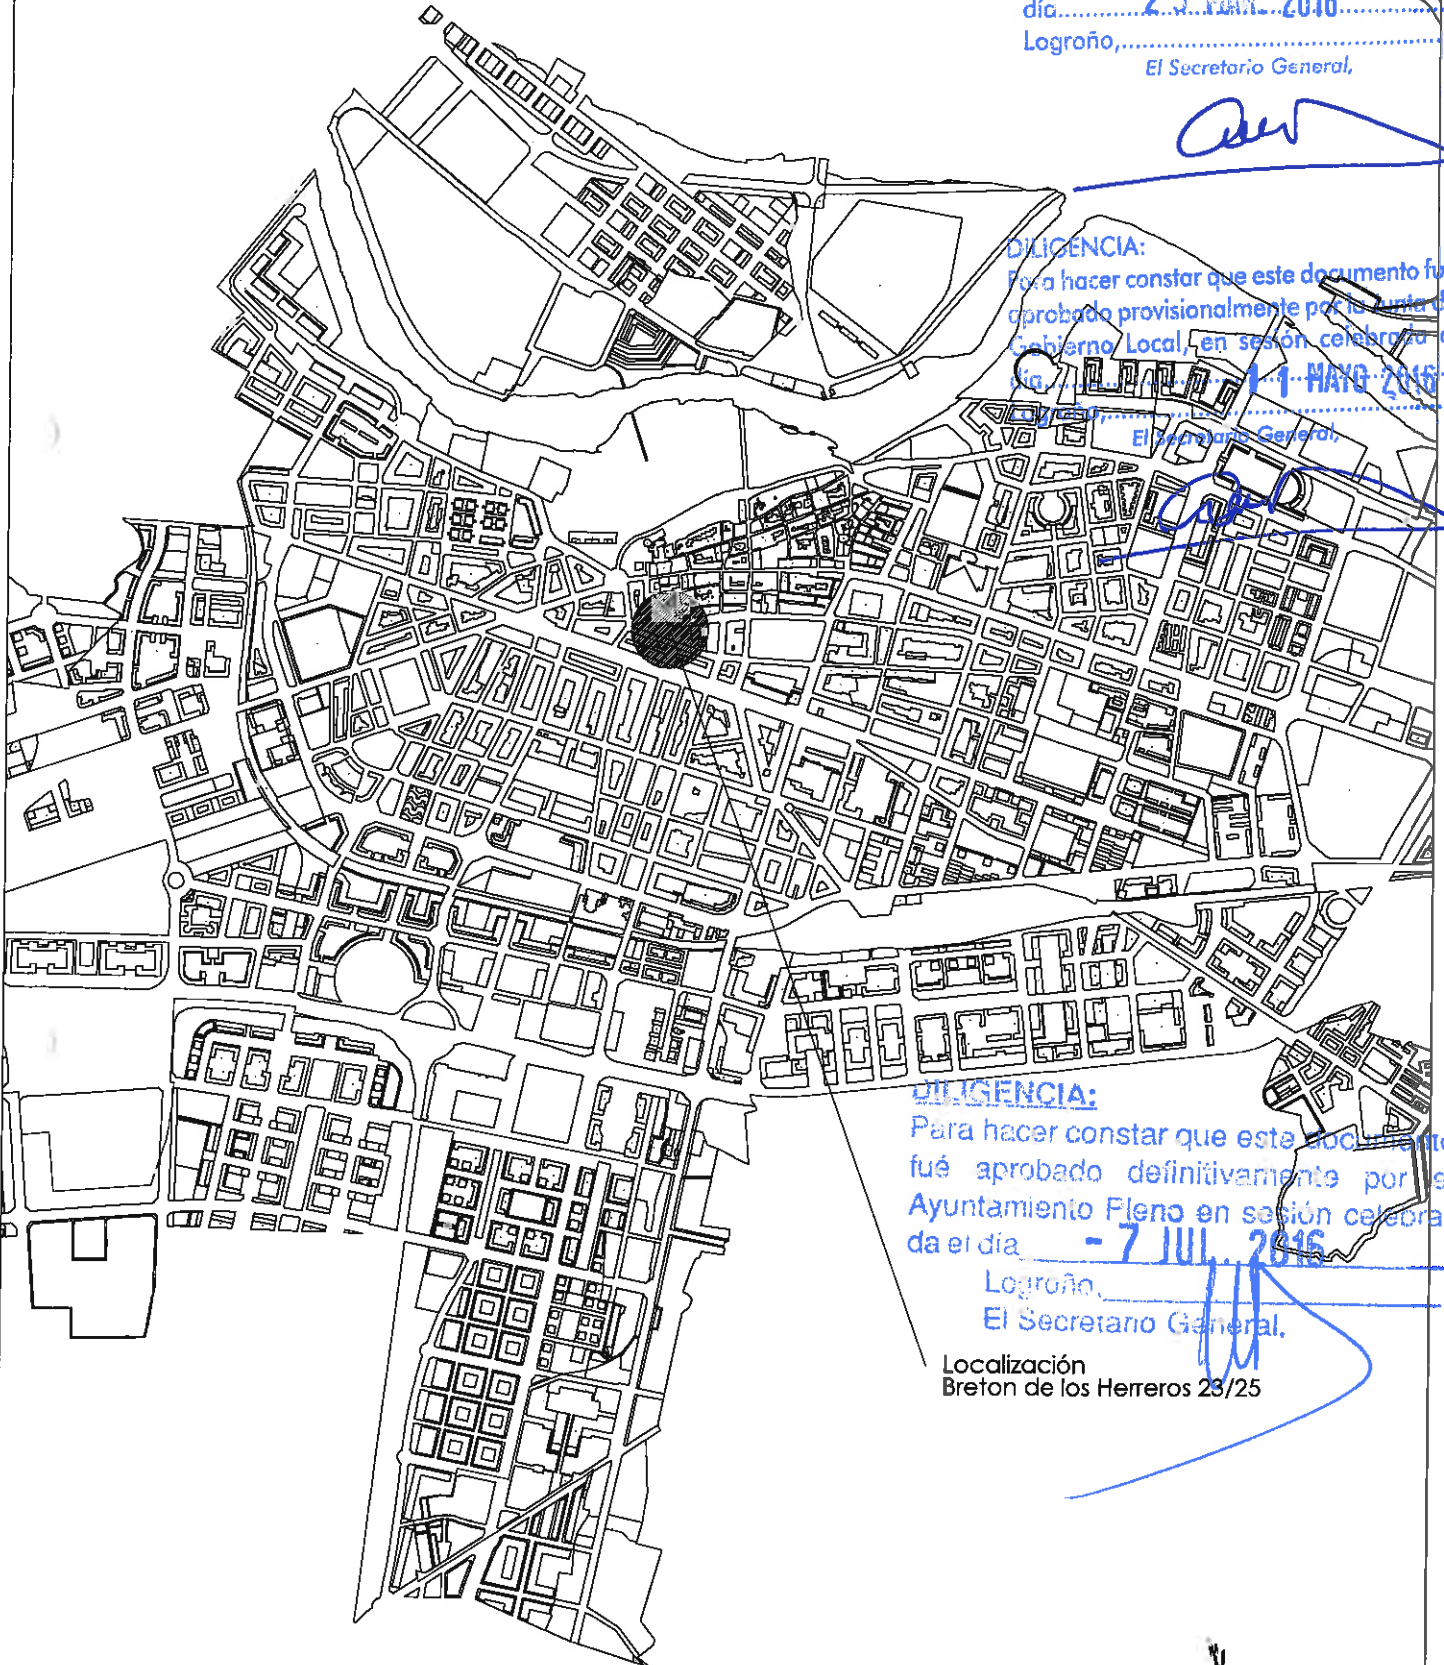 día 2 MAR. 2016
Logroño,
El Secretario General,
DILIGENCIA:
Para hacer constar que este documento fu
aprobado provisionalmente por la Junta d
Gobierno Local, en sesión celebrada
día 11 MAYO 2016
Logroño,
El Secretario General,
DILIGENCIA:
Para hacer constar que este documento
fué aprobado definitivamente por e
Ayuntamiento Pleno en sesión celebra
da el día -7 JUL. 2016
Logroño,
El Secretario General,
Localización
Breton de los Herreros 23/25